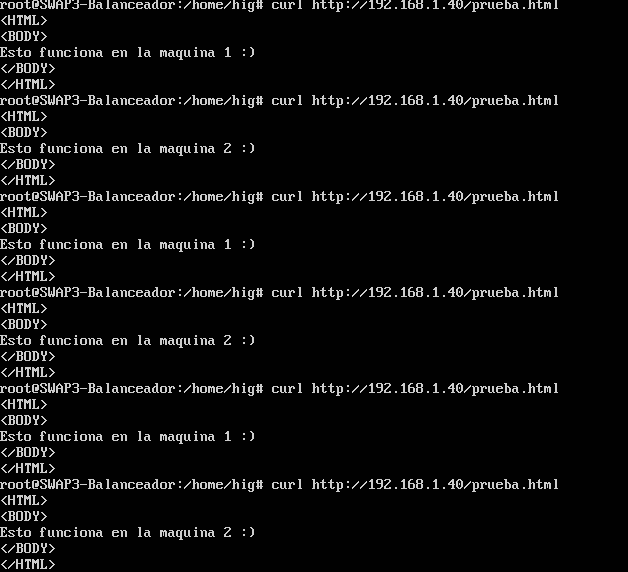 root@SWAP3-Balanceador:/home/hig# curl http://192.168.1.40/prueba.html
<HTML>
<BODY>
Esto funciona en la maquina 1 :)
</BODY>
</HTML>
root@SWAP3-Balanceador:/home/hig# curl http://192.168.1.40/prueba.html
<HTML>
<BODY>
Esto funciona en la maquina 2 :)
</BODY>
</HTML>
root@SWAP3-Balanceador:/home/hig# curl http://192.168.1.40/prueba.html
<HTML>
<BODY>
Esto funciona en la maquina 1 :)
</BODY>
</HTML>
root@SWAP3-Balanceador:/home/hig# curl http://192.168.1.40/prueba.html
<HTML>
<BODY>
Esto funciona en la maquina 2 :)
</BODY>
</HTML>
root@SWAP3-Balanceador:/home/hig# curl http://192.168.1.40/prueba.html
<HTML>
<BODY>
Esto funciona en la maquina 1 :)
</BODY>
</HTML>
root@SWAP3-Balanceador:/home/hig# curl http://192.168.1.40/prueba.html
<HTML>
<BODY>
Esto funciona en la maquina 2 :)
</BODY>
</HTML>